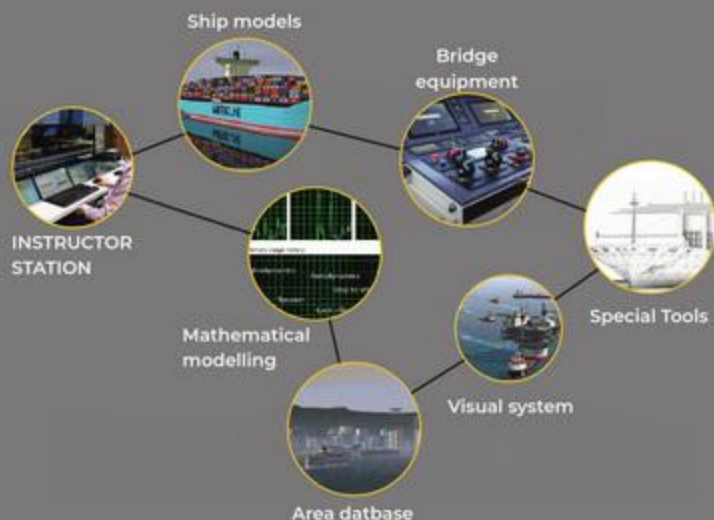 Ship models
Bridge
equipment
INSTRUCTOR
STATION
Mathematical
modelling
Special Tools
Visual system
Area datbase